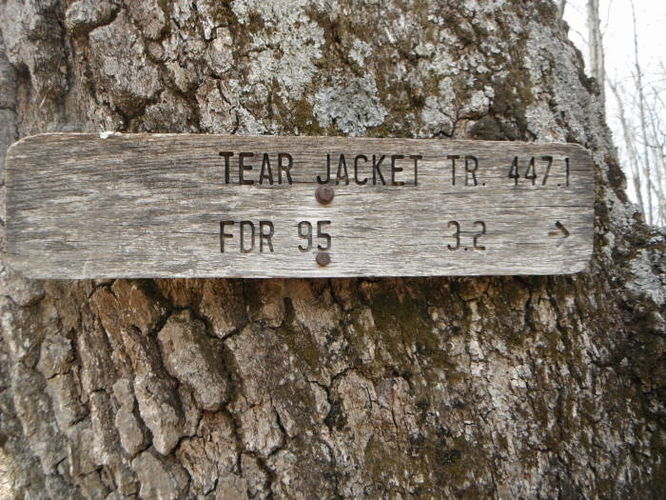 TEAR JACKET TR. 447.1
FDR 95 3.2 >